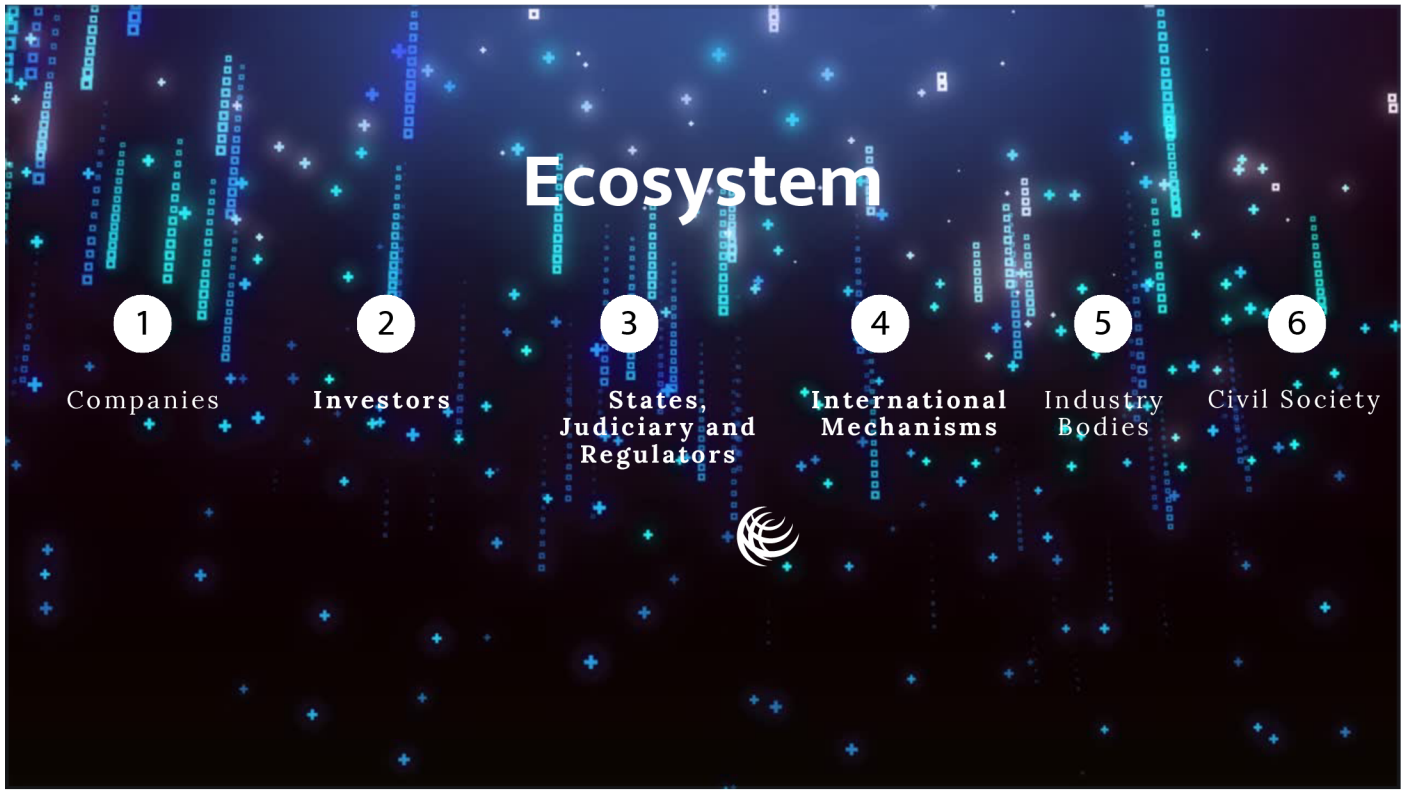 Ecosystem
1
Companies
2
Investors
3
States,
Judiciary and
Regulators
4
International
Mechanisms
5
Industry
Bodies
6
Civil Society